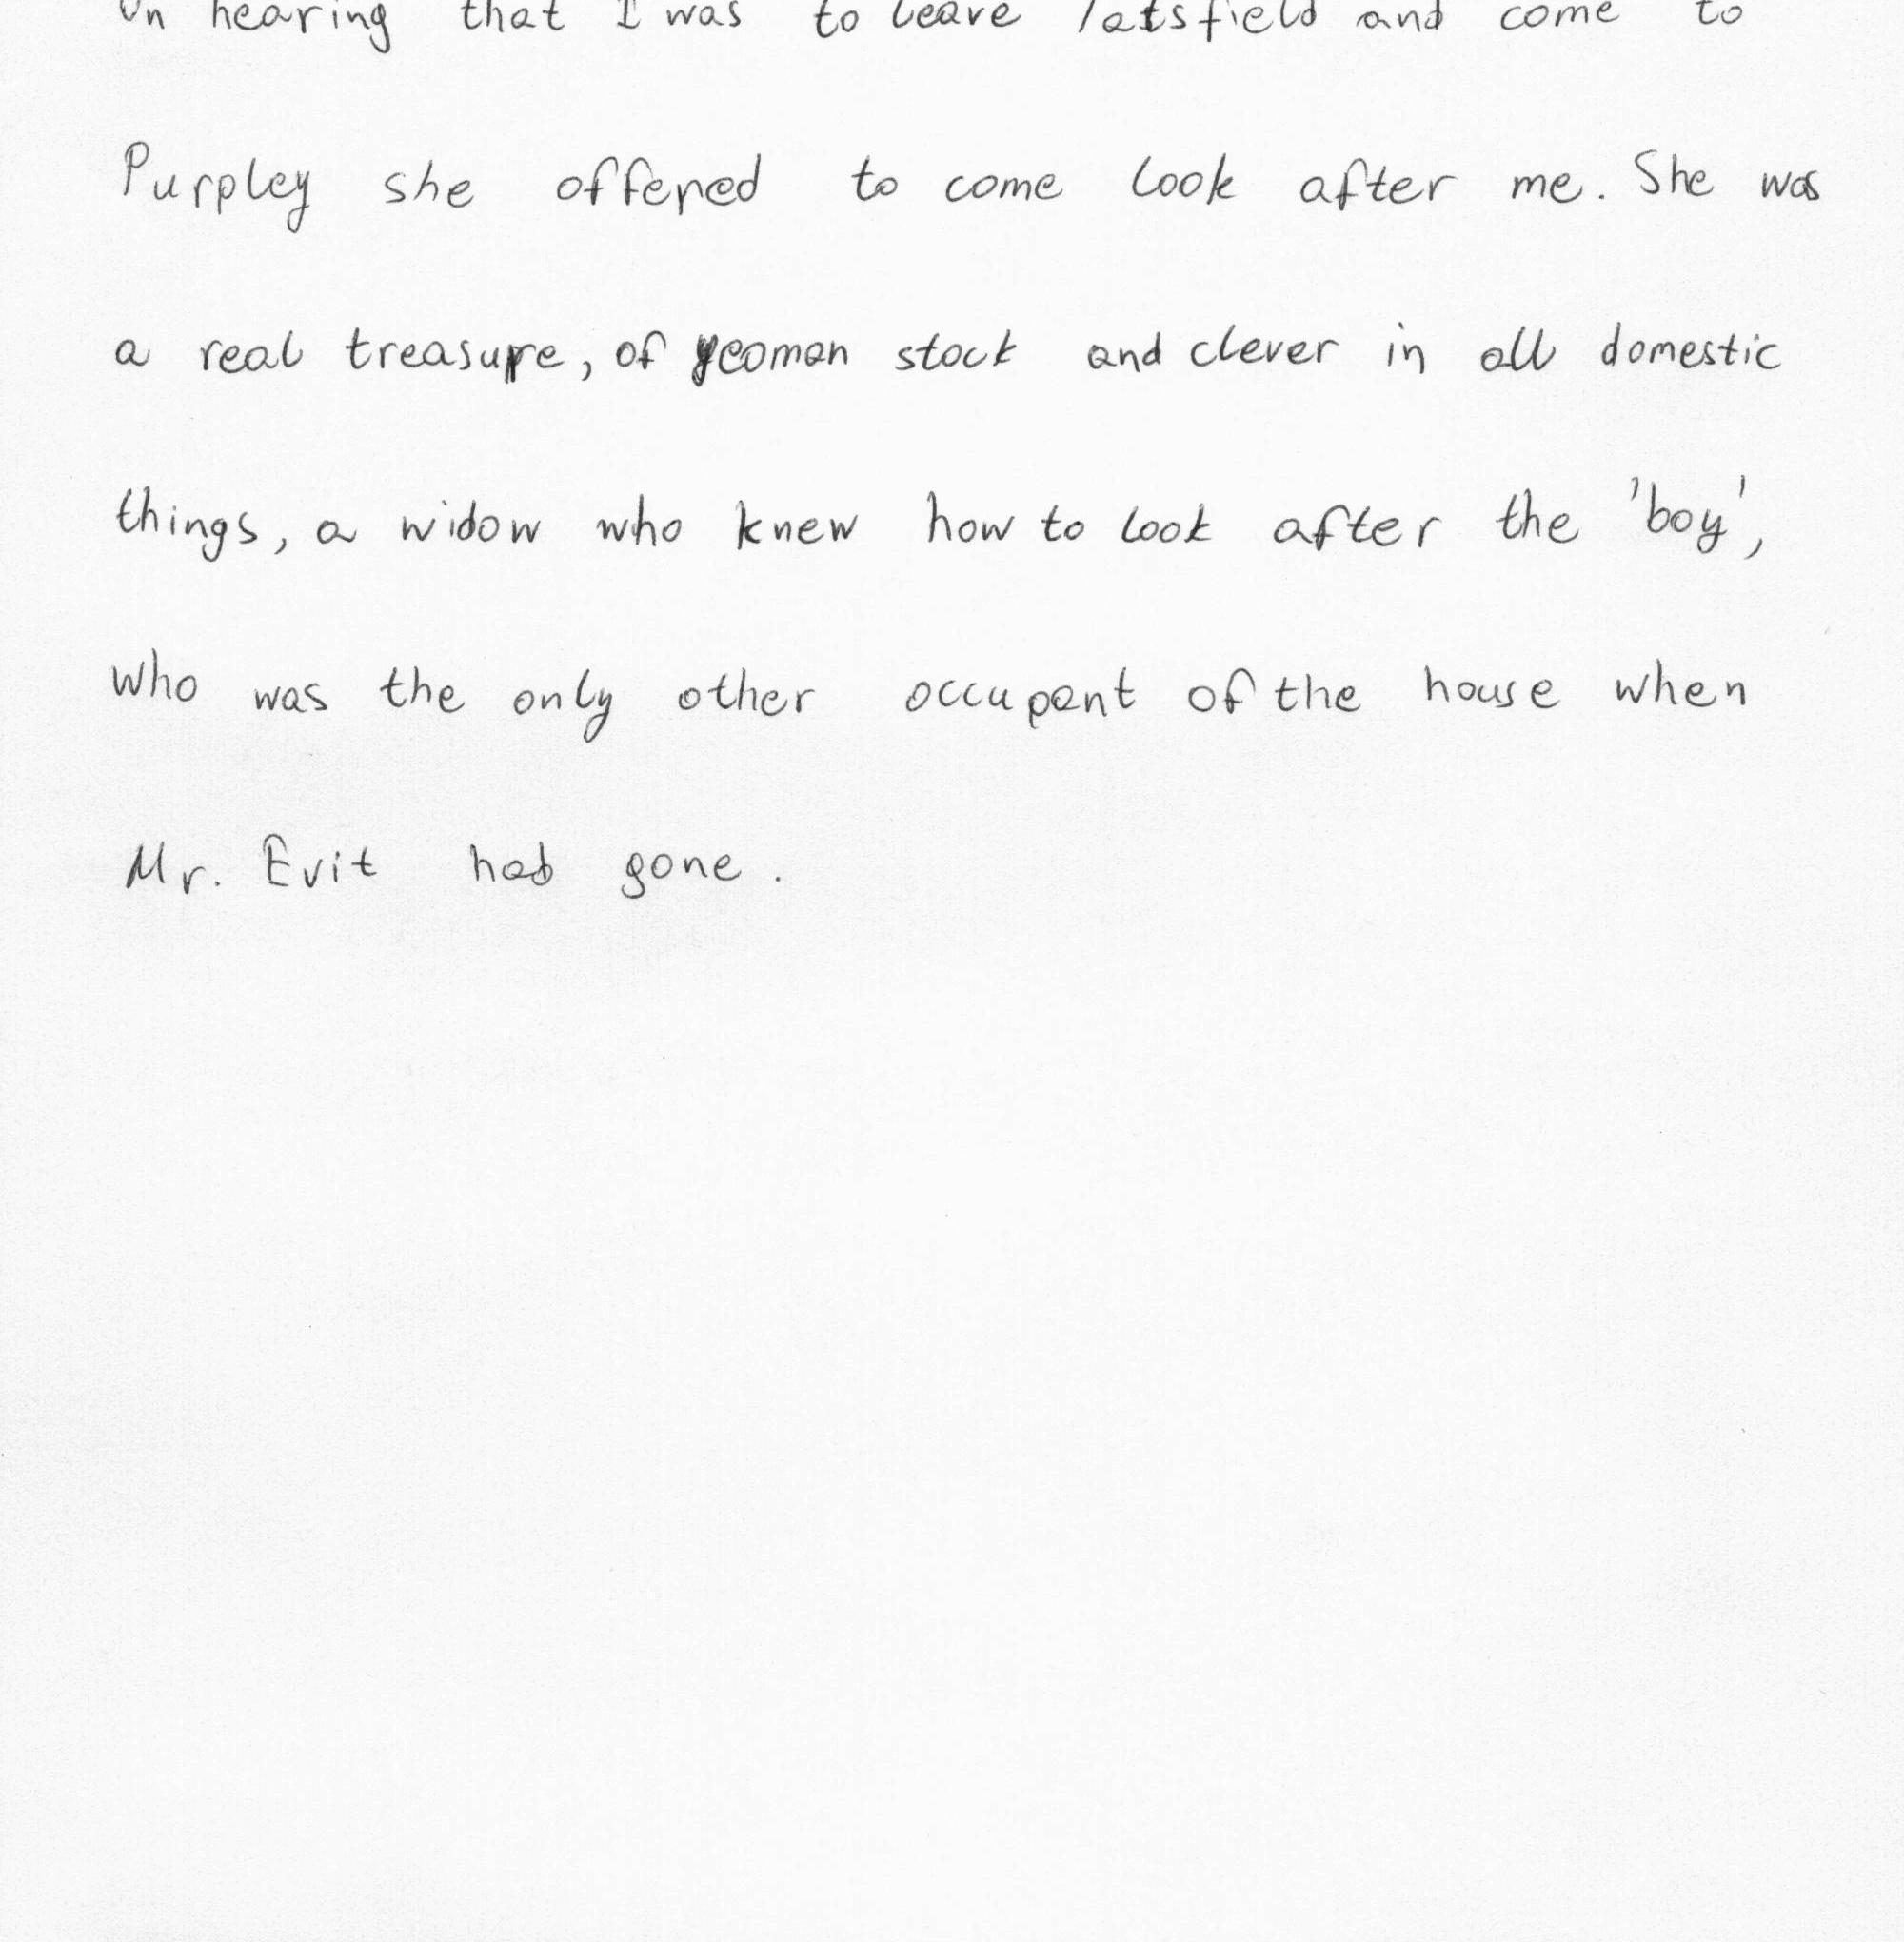 On hearing that I was to leave Tatsfield and come to
Purpley she offered to come look after me. She was
a real treasure, of yeoman stock and clever in all domestic
things, a widow who knew how to look after the 'boy',
who was the only other occupant of the house when
Mr. Evit had gone.